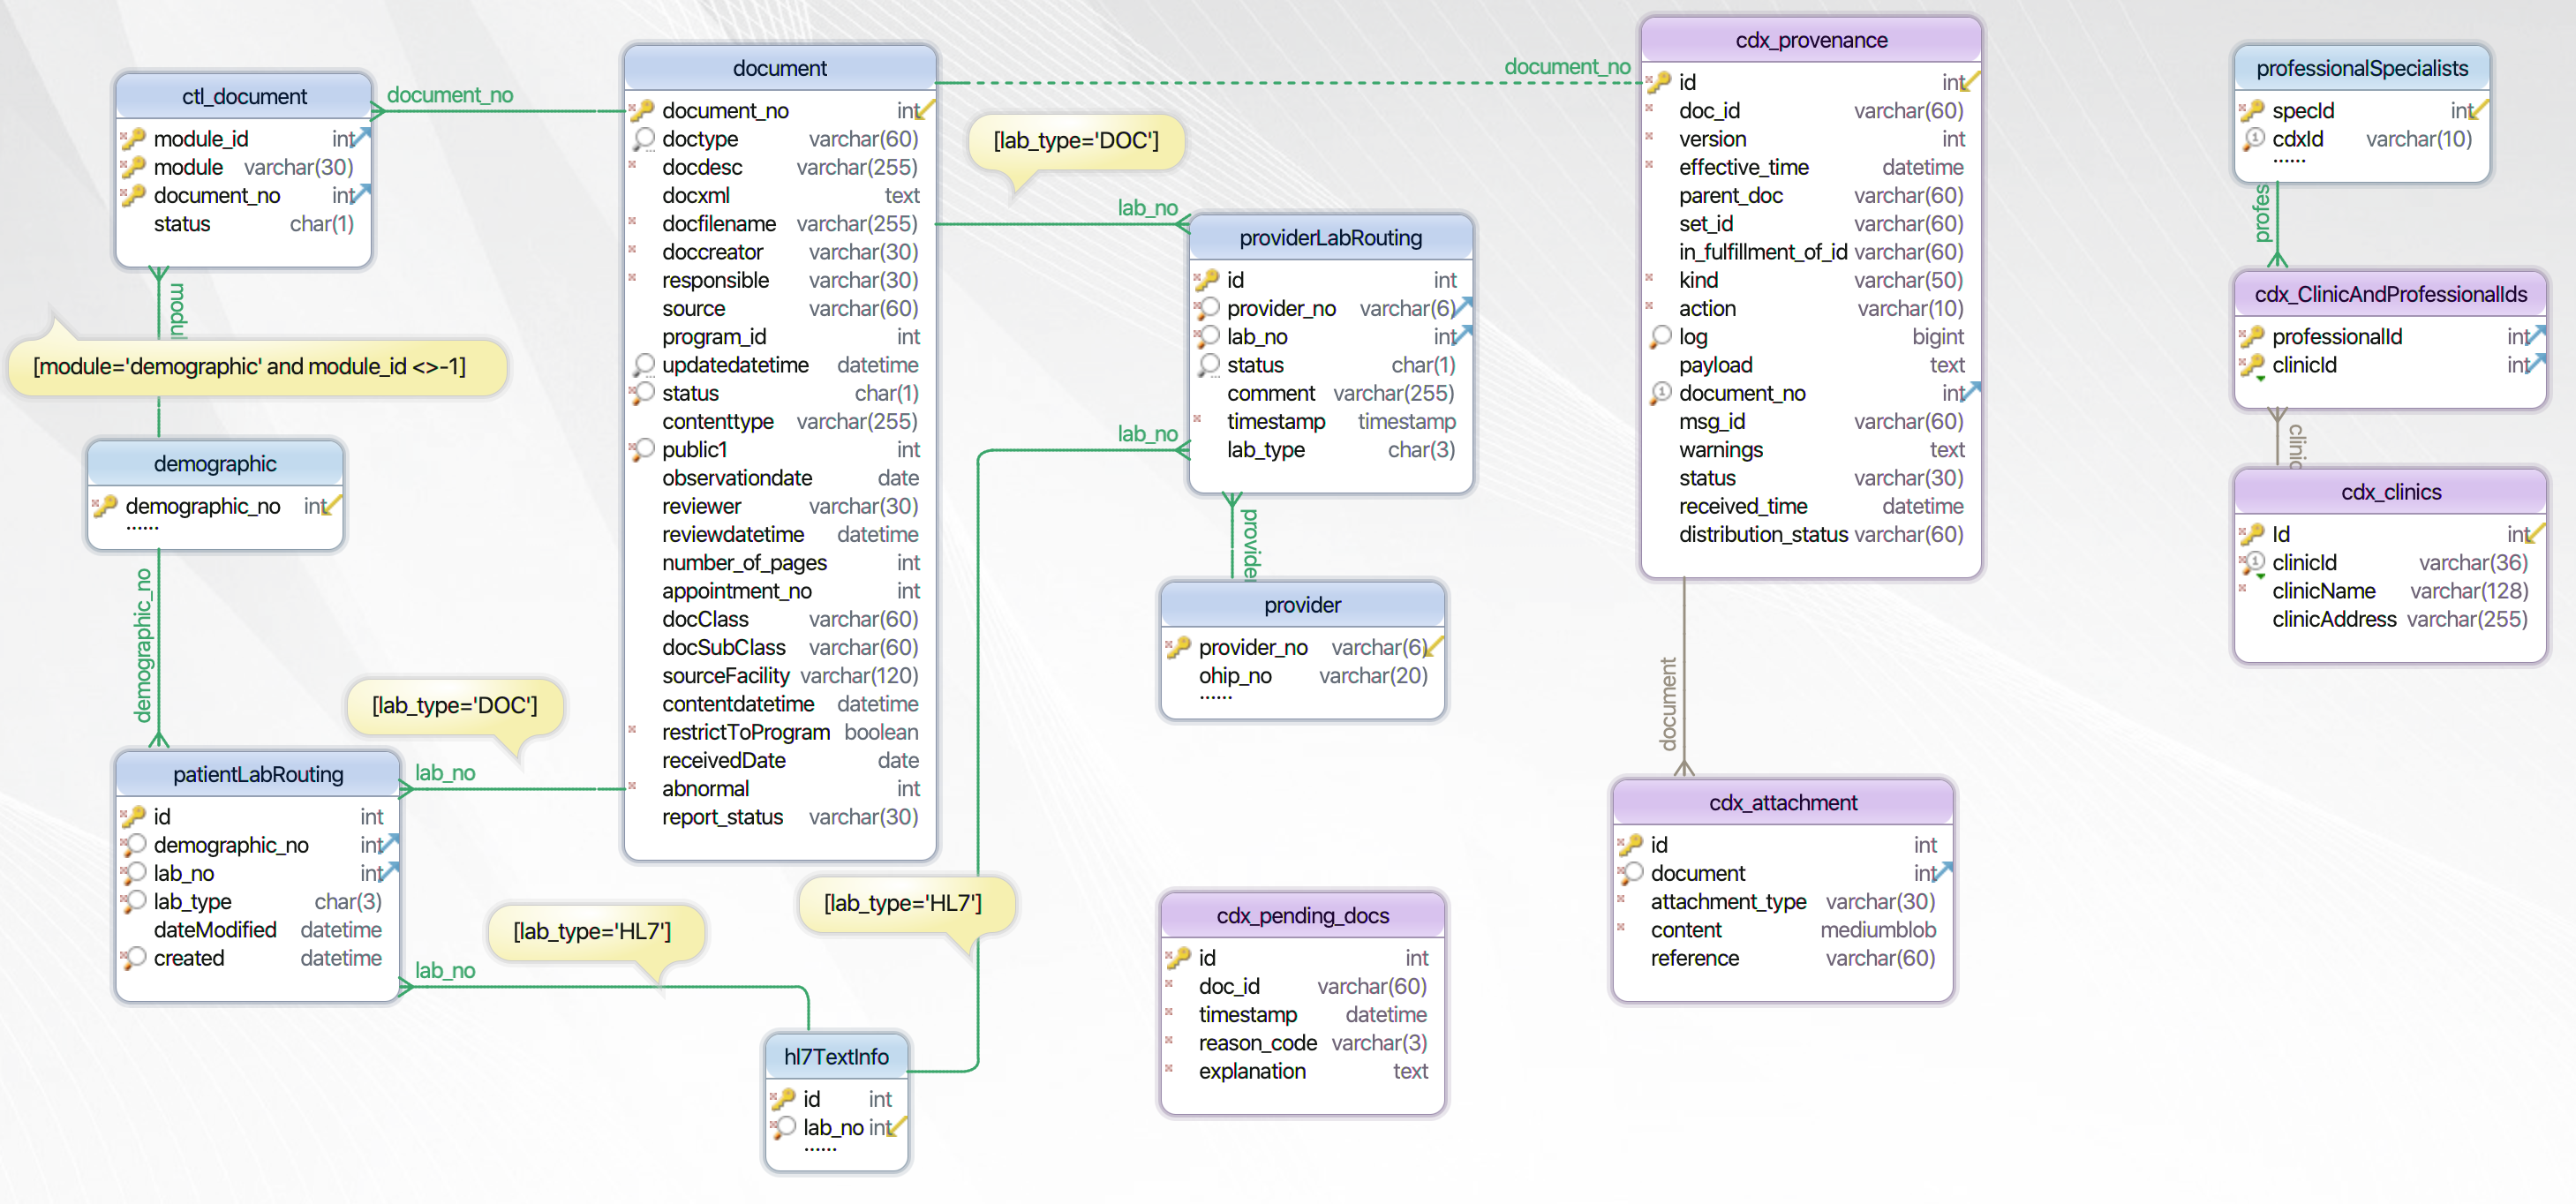 ctl_document
module_id int
module varchar(30)
document_no int
status char(1)
document_no
modul
[module='demographic' and module_id <>-1]
demographic
demographic_no int
......
demographic_no
patientLabRouting
id int
demographic_no int
lab_no int
lab_type char(3)
dateModified datetime
created datetime
[lab_type='DOC']
lab_no
[lab_type='HL7']
lab_no
document
document_no int
doctype varchar(60)
docdesc varchar(255)
docxml text
docfilename varchar(255)
doccreator varchar(30)
responsible varchar(30)
source varchar(60)
program_id int
updatedatetime datetime
status char(1)
contenttype varchar(255)
public1 int
observationdate date
reviewer varchar(30)
reviewdatetime datetime
number_of_pages int
appointment_no int
docClass varchar(60)
docSubClass varchar(60)
sourceFacility varchar(120)
contentdatetime datetime
restrictToProgram boolean
receivedDate date
abnormal int
report_status varchar(30)
hl7TextInfo
id int
lab_no int
......
[lab_type='HL7']
[lab_type='DOC']
lab_no
lab_no
providerLabRouting
id int
provider_no varchar(6)
lab_no int
status char(1)
comment varchar(255)
timestamp timestamp
lab_type char(3)
provider
provider
provider_no varchar(6)
ohip_no varchar(20)
......
cdx_pending_docs
id int
doc_id varchar(60)
timestamp datetime
reason_code varchar(3)
explanation text
document_no
cdx_provenance
id int
doc_id varchar(60)
version int
effective_time datetime
parent_doc varchar(60)
set_id varchar(60)
in_fulfillment_of_id varchar(60)
kind varchar(50)
action varchar(10)
log bigint
payload text
document_no int
msg_id varchar(60)
warnings text
status varchar(30)
received_time datetime
distribution_status varchar(60)
document
cdx_attachment
id int
document int
attachment_type varchar(30)
content mediumblob
reference varchar(60)
professionalSpecialists
specId int
cdxId varchar(10)
......
profes
cdx_ClinicAndProfessionalIds
professionalId int
clinicId int
clinic
cdx_clinics
Id int
clinicId varchar(36)
clinicName varchar(128)
clinicAddress varchar(255)